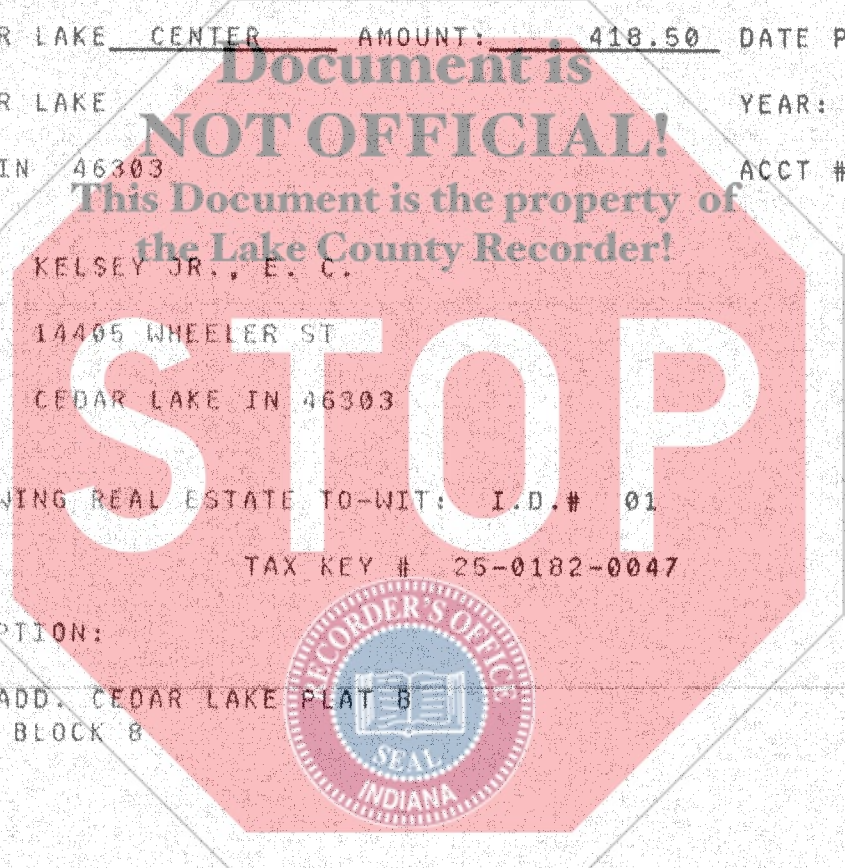 R LAKE CENTER AMOUNT: 418.50 DATE P
Document is
R LAKE YEAR:
NOT OFFICIAL!
IN 46303 ACCT #
This Document is the property of
the Lake County Recorder!
KELSEY JR., E. C.
14405 WHEELER ST
STOP
CEDAR LAKE IN 46303
WING REAL ESTATE TO-WIT: I.D.# 01
TAX KEY # 25-0182-0047
PTION:
RECORDER'S OFFICE
ADD. CEDAR LAKE PLAT B
BLOCK 8
SEAL
INDIANA